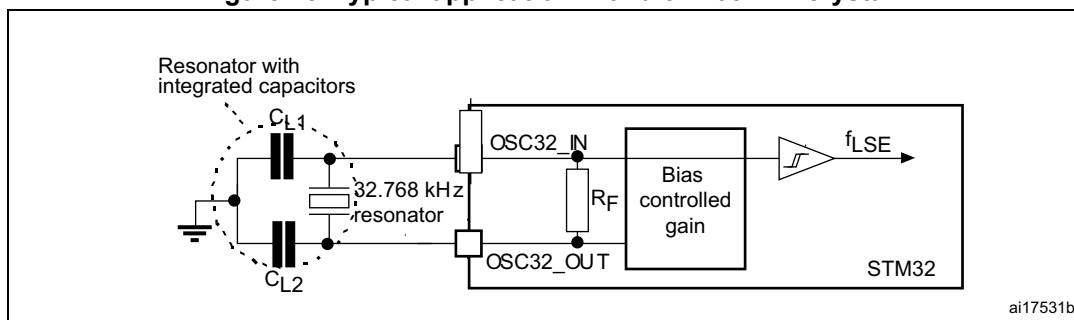 Resonator with
integrated capacitors
CL1
OSC32_IN
fLSE
32.768 kHz
resonator
RF
Bias
controlled
gain
OSC32_OUT
STM32
CL2
ai17531b